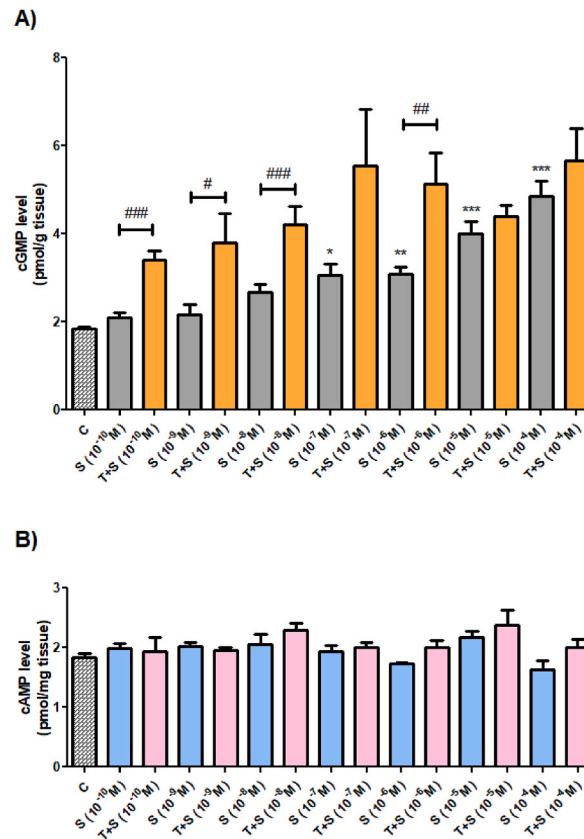 A)
8
6
4
2
0
cGMP level
(pmol/g tissue)
###
#
###
*
**
##
***
***
C
S (10⁻¹⁰M)
T+S (10⁻¹⁰M)
S (10⁻⁹M)
T+S (10⁻⁹M)
S (10⁻⁸M)
T+S (10⁻⁸M)
S (10⁻⁷M)
T+S (10⁻⁷M)
S (10⁻⁶M)
T+S (10⁻⁶M)
S (10⁻⁵M)
T+S (10⁻⁵M)
S (10⁻⁴M)
T+S (10⁻⁴M)
B)
3
2
1
0
cAMP level
(pmol/mg tissue)
C
S (10⁻¹⁰M)
T+S (10⁻¹⁰M)
S (10⁻⁹M)
T+S (10⁻⁹M)
S (10⁻⁸M)
T+S (10⁻⁸M)
S (10⁻⁷M)
T+S (10⁻⁷M)
S (10⁻⁶M)
T+S (10⁻⁶M)
S (10⁻⁵M)
T+S (10⁻⁵M)
S (10⁻⁴M)
T+S (10⁻⁴M)